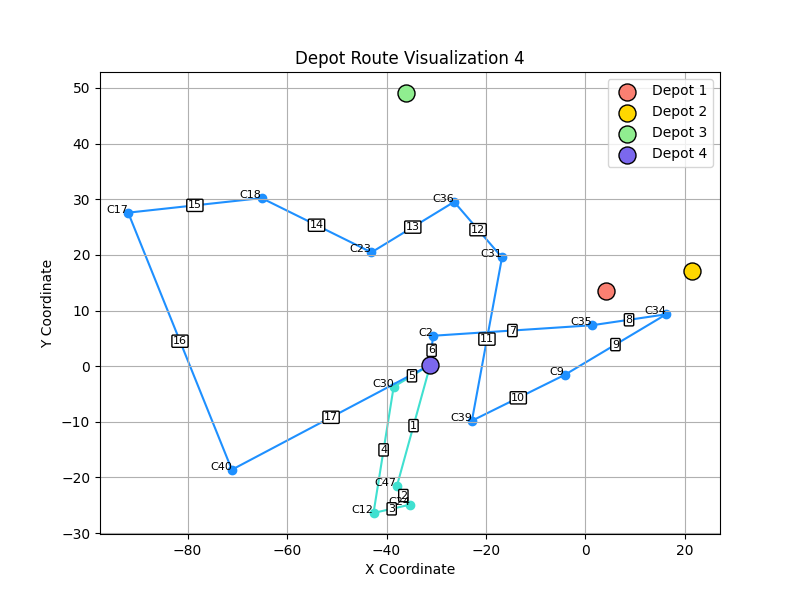 Depot Route Visualization 4
Depot 1
Depot 2
Depot 3
Depot 4
Y Coordinate
50
40
30
20
10
0
−10
−20
−30
−80
−60
−40
−20
0
20
X Coordinate
C17
15
C18
14
C23
13
C36
12
C31
16
11
C2
7
C35
8
C34
6
9
5
C30
C9
10
C39
17
1
4
C40
C47
2
C24
3
C12